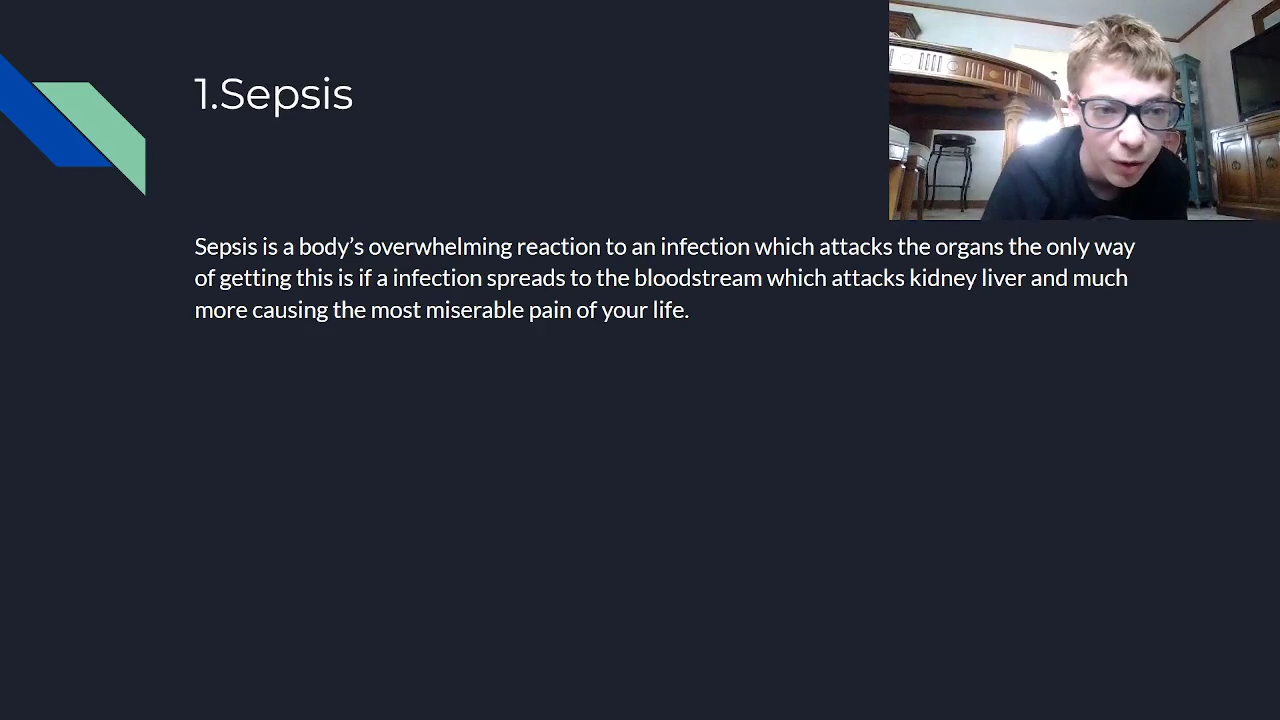 1.Sepsis
Sepsis is a body’s overwhelming reaction to an infection which attacks the organs the only way
of getting this is if a infection spreads to the bloodstream which attacks kidney liver and much
more causing the most miserable pain of your life.